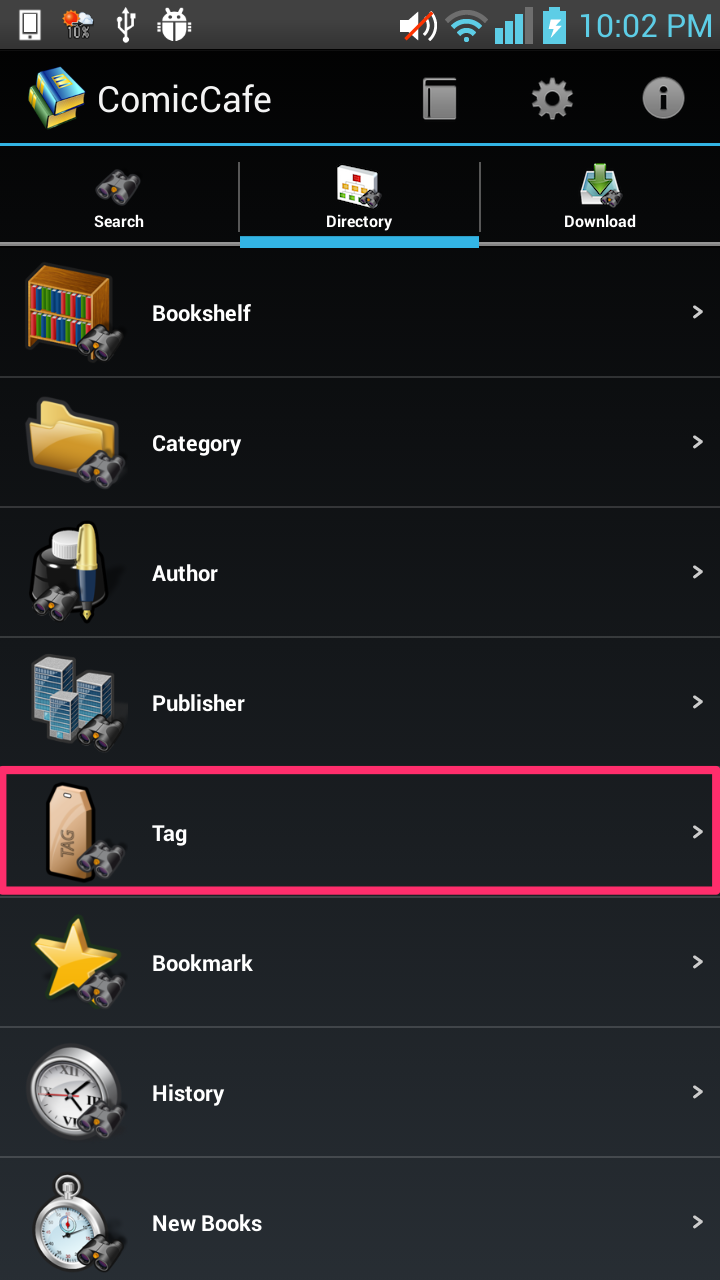 10%
10:02 PM
ComicCafe
Search
Directory
Download
Bookshelf
Category
Author
Publisher
TAG
Tag
Bookmark
XII
IX
III
VI
History
New Books